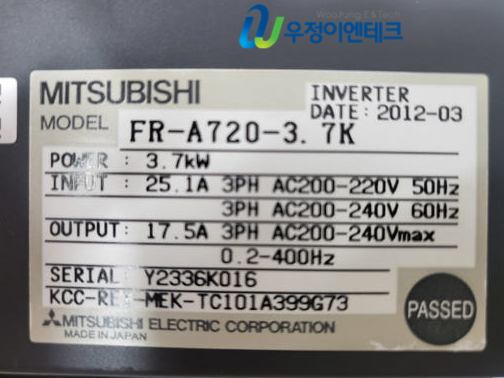 WooJung E&Tech
우정이엔테크
MITSUBISHI
INVERTER
DATE: 2012-03
MODEL FR-A720-3.7K
POWER : 3.7kW
INPUT : 25.1A 3PH AC200-220V 50Hz
3PH AC200-240V 60Hz
OUTPUT: 17.5A 3PH AC200-240Vmax
0.2-400Hz
SERIAL Y2336K016
KCC-REM-MEK-TC101A399G73
PASSED
MITSUBISHI ELECTRIC CORPORATION
MADE IN JAPAN